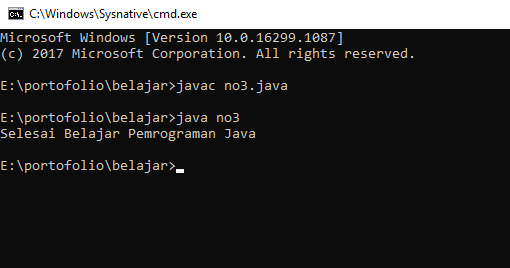 C:\Windows\Sysnative\cmd.exe
Microsoft Windows [Version 10.0.16299.1087]
(c) 2017 Microsoft Corporation. All rights reserved.
E:\portofolio\belajar>javac no3.java
E:\portofolio\belajar>java no3
Selesai Belajar Pemrograman Java
E:\portofolio\belajar>